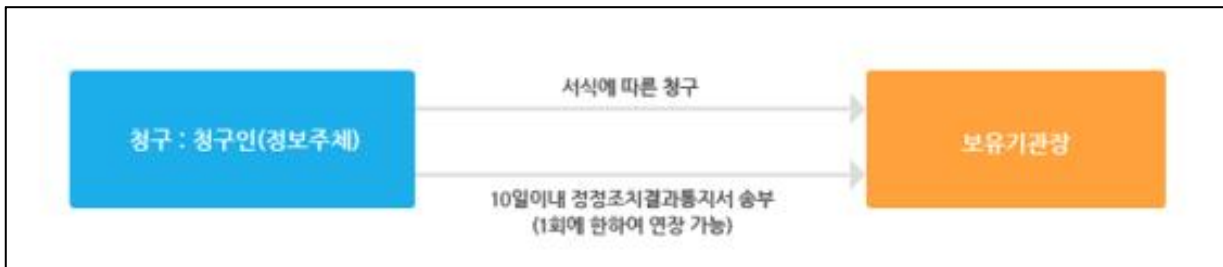 서식에 따른 청구
청구 : 청구인(정보주체)
보유기관장
10일이내 정정조치결과통지서 송부
(1회에 한하여 연장 가능)